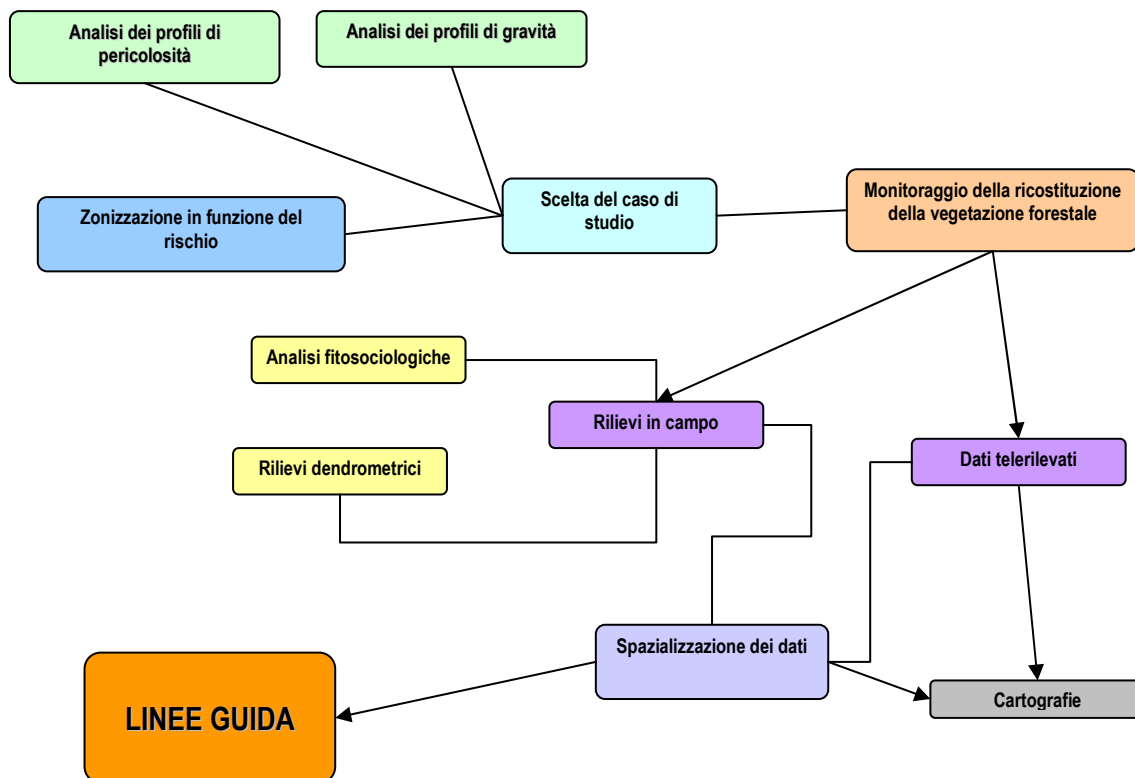 Analisi dei profili di
pericolosità
Analisi dei profili di gravità
Zonizzazione in funzione del
rischio
Scelta del caso di
studio
Monitoraggio della ricostituzione
della vegetazione forestale
Analisi fitosociologiche
Rilievi in campo
Rilievi dendrometrici
Dati telerilevati
Spazializzazione dei dati
LINEE GUIDA
Cartografie